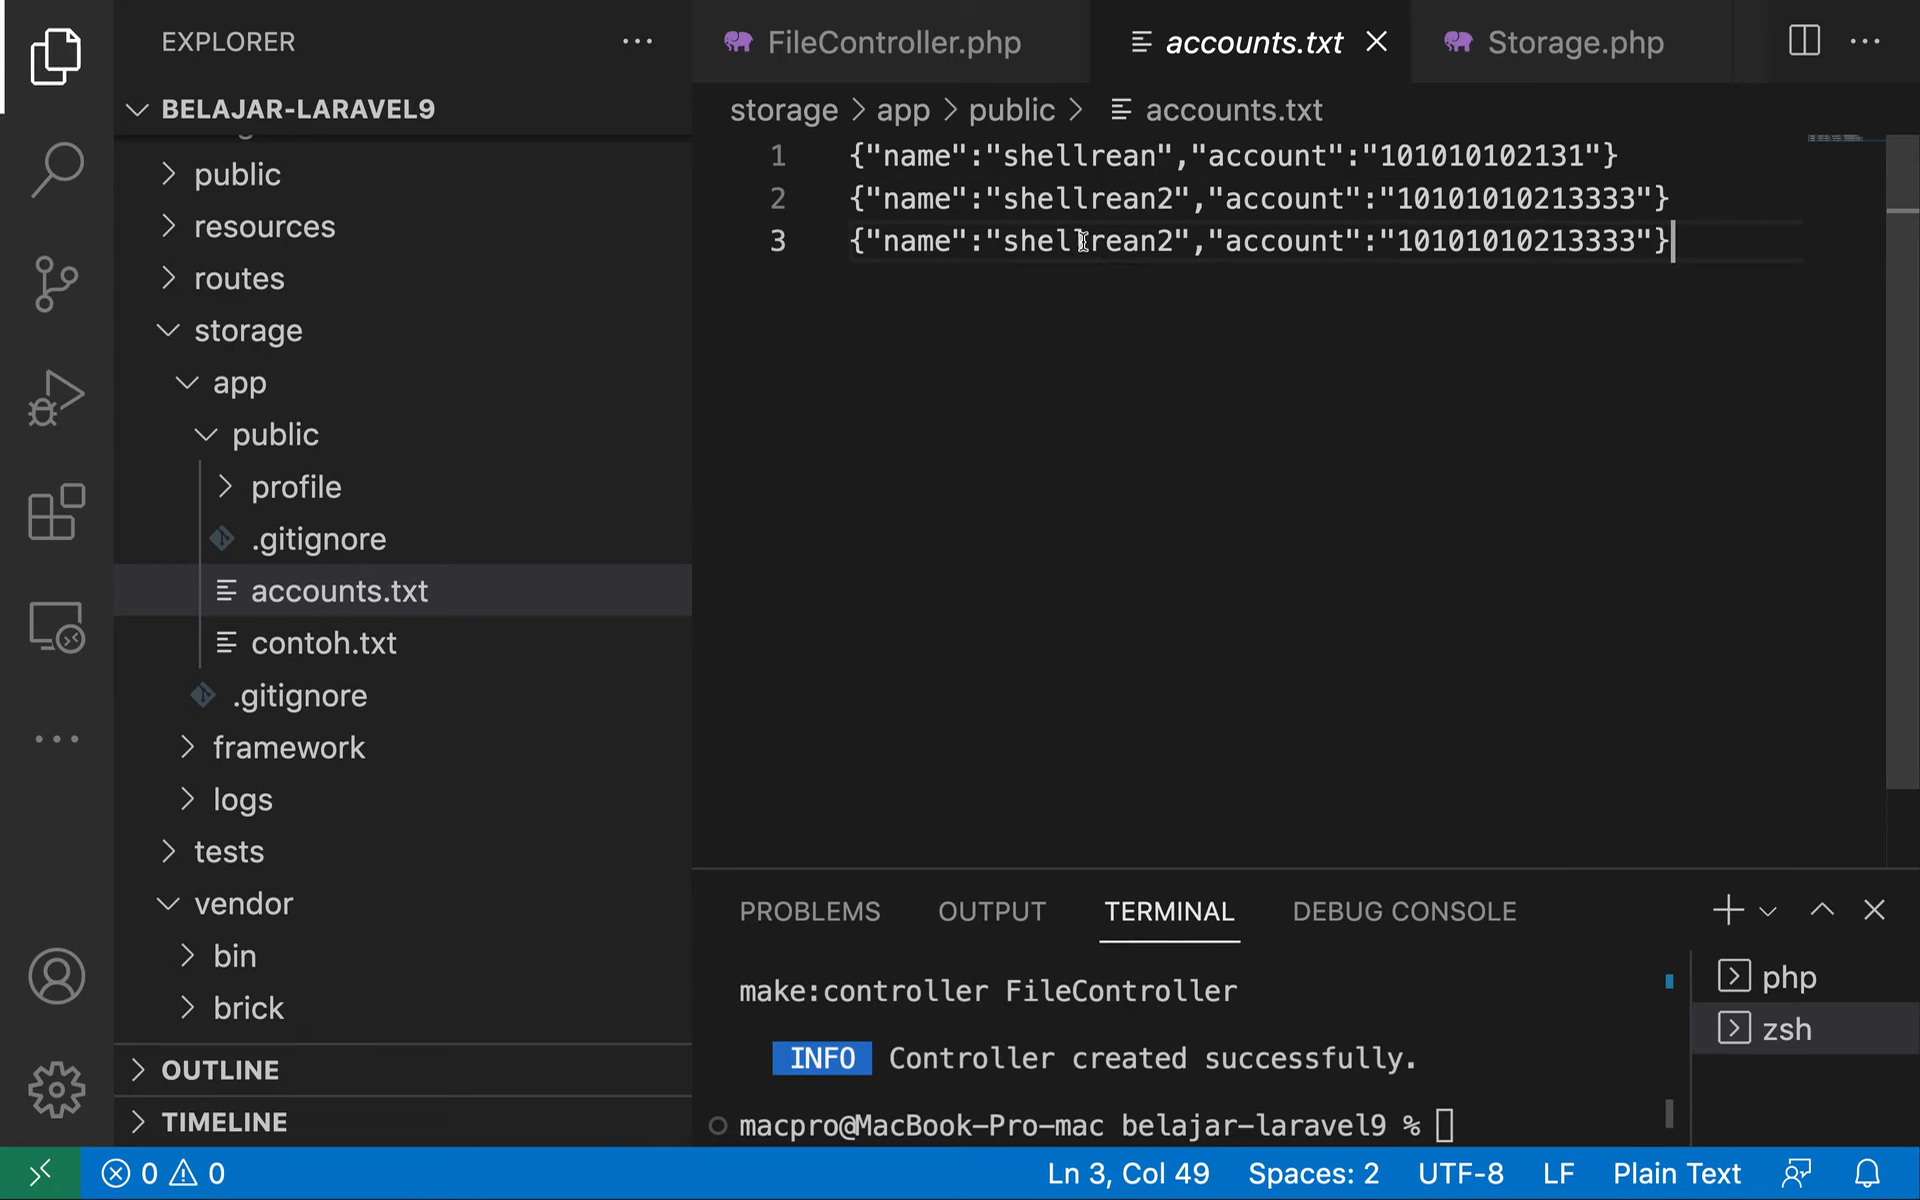 EXPLORER
BELAJAR-LARAVEL9
public
resources
routes
storage
app
public
profile
.gitignore
accounts.txt
contoh.txt
.gitignore
framework
logs
tests
vendor
bin
brick
OUTLINE
TIMELINE
FileController.php
accounts.txt
Storage.php
storage > app > public > accounts.txt
1 {"name":"shellrean","account":"101010102131"}
2 {"name":"shellrean2","account":"10101010213333"}
3 {"name":"shellrean2","account":"10101010213333"}
PROBLEMS OUTPUT TERMINAL DEBUG CONSOLE
make:controller FileController
INFO Controller created successfully.
macpro@MacBook-Pro-mac belajar-laravel9 %
php
zsh
0 0
Ln 3, Col 49 Spaces: 2 UTF-8 LF Plain Text